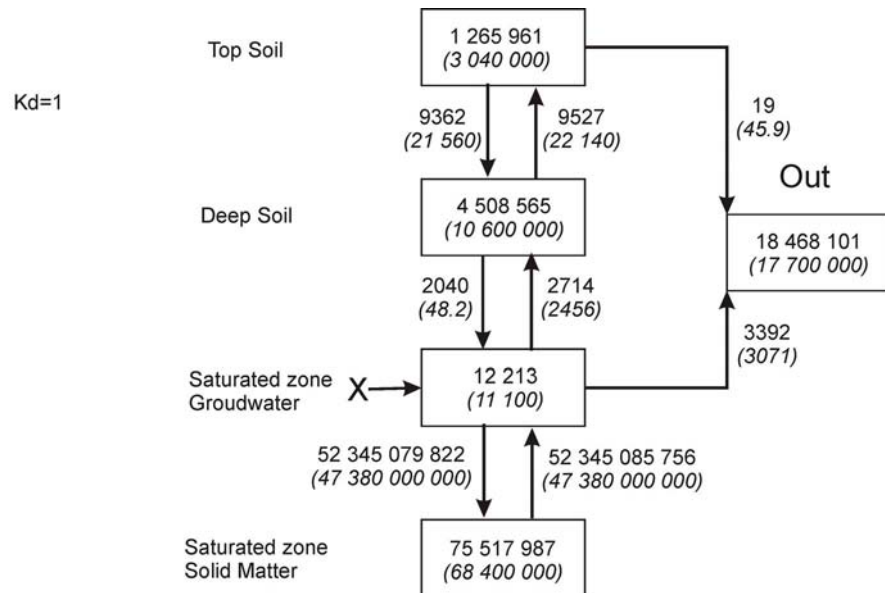 Top Soil
1 265 961
(3 040 000)
Kd=1
9362
(21 560)
9527
(22 140)
19
(45.9)
Out
Deep Soil
4 508 565
(10 600 000)
18 468 101
(17 700 000)
2040
(48.2)
2714
(2456)
3392
(3071)
Saturated zone
Groudwater
X
12 213
(11 100)
52 345 079 822
(47 380 000 000)
52 345 085 756
(47 380 000 000)
Saturated zone
Solid Matter
75 517 987
(68 400 000)